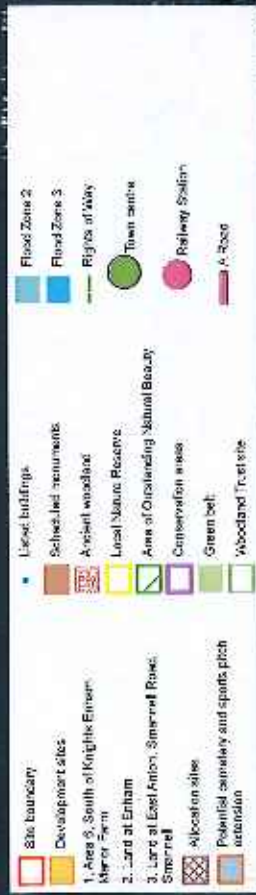 Site boundary
Development sites
1. Area 6, South of Knights Enham
Manor Farm
2. Land at Enham
3. Land at East Anton, Smannell Road,
Smannell
Allocation sites
Potential cemetery and sports pitch
extension
Listed buildings
Scheduled monuments
Ancient woodland
Local Nature Reserve
Area of Outstanding Natural Beauty
Conservation areas
Green belt
Woodland Trust site
Flood Zone 2
Flood Zone 3
Rights of Way
Town centre
Railway Station
A Road